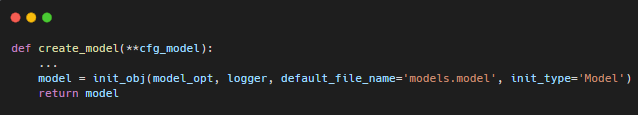 def create_model(**cfg_model):
    ...
    model = init_obj(model_opt, logger, default_file_name='models.model', init_type='Model')
    return model